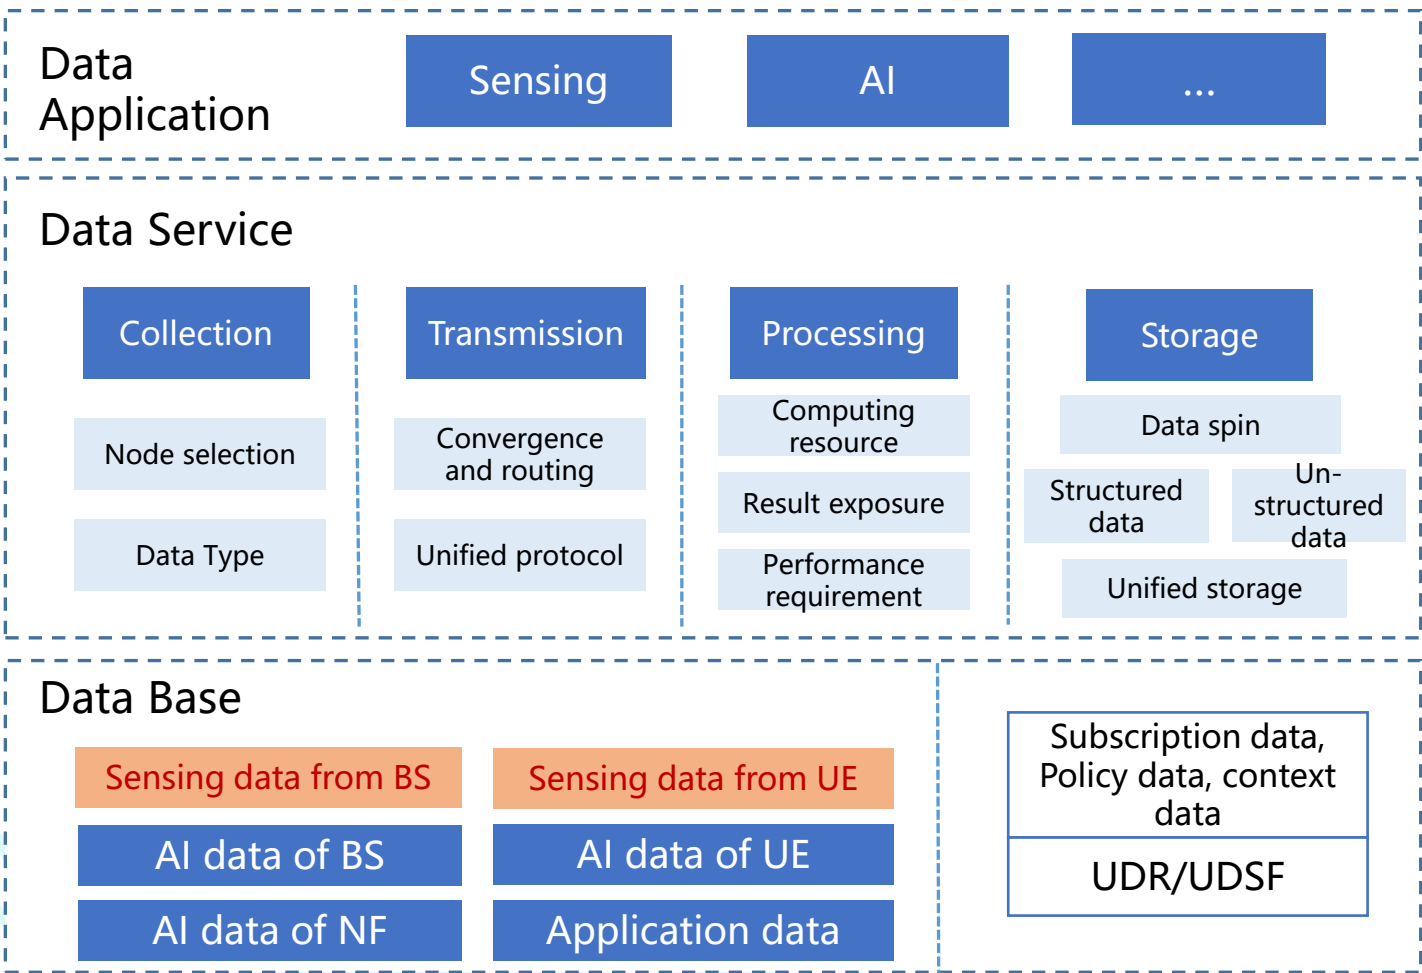 Data
Application
Sensing
AI
...
Data Service
Collection
Node selection
Data Type
Transmission
Convergence
and routing
Unified protocol
Processing
Computing
resource
Result exposure
Performance
requirement
Storage
Data spin
Structured
data
Un-
structured
data
Unified storage
Data Base
Sensing data from BS
Sensing data from UE
AI data of BS
AI data of UE
AI data of NF
Application data
Subscription data,
Policy data, context
data
UDR/UDSF